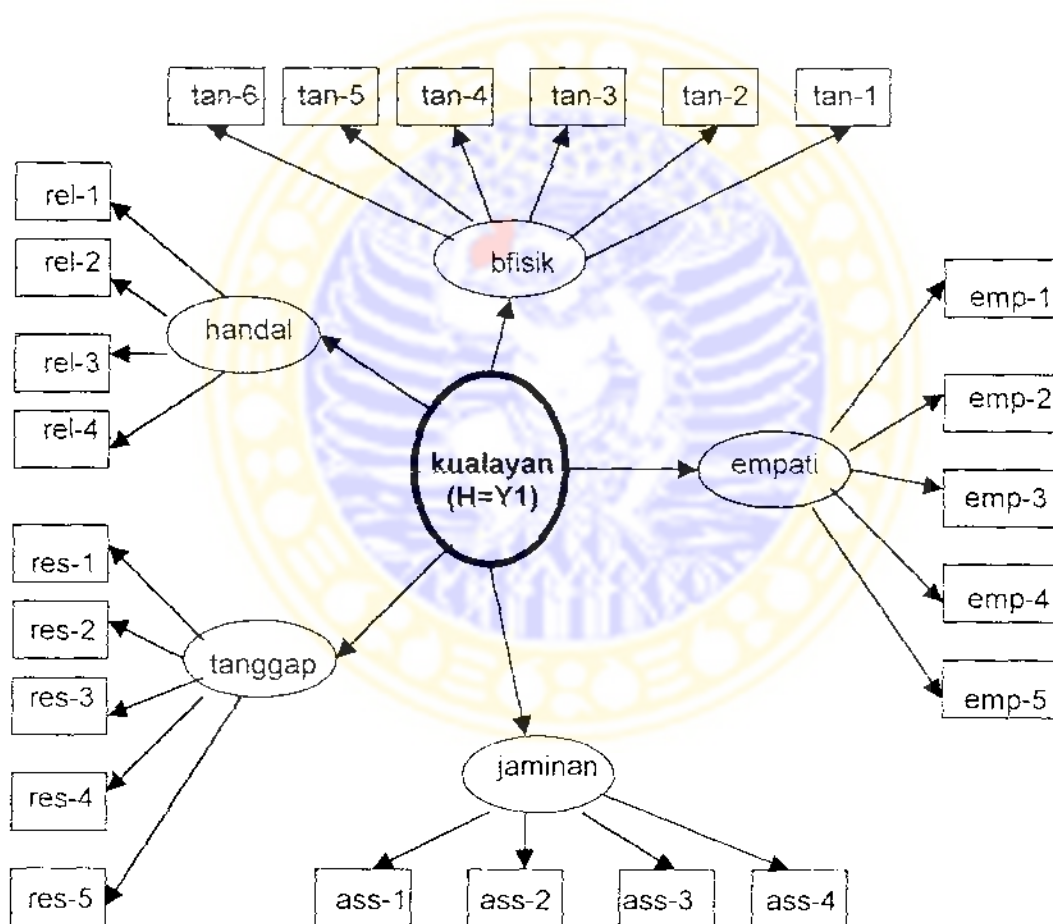 tan-6 tan-5 tan-4 tan-3 tan-2 tan-1
rel-1
rel-2
rel-3
rel-4
bfisik
handal
emp-1
emp-2
emp-3
emp-4
emp-5
kualayan
(H=Y1)
empati
res-1
res-2
res-3
res-4
res-5
tanggap
jaminan
ass-1 ass-2 ass-3 ass-4